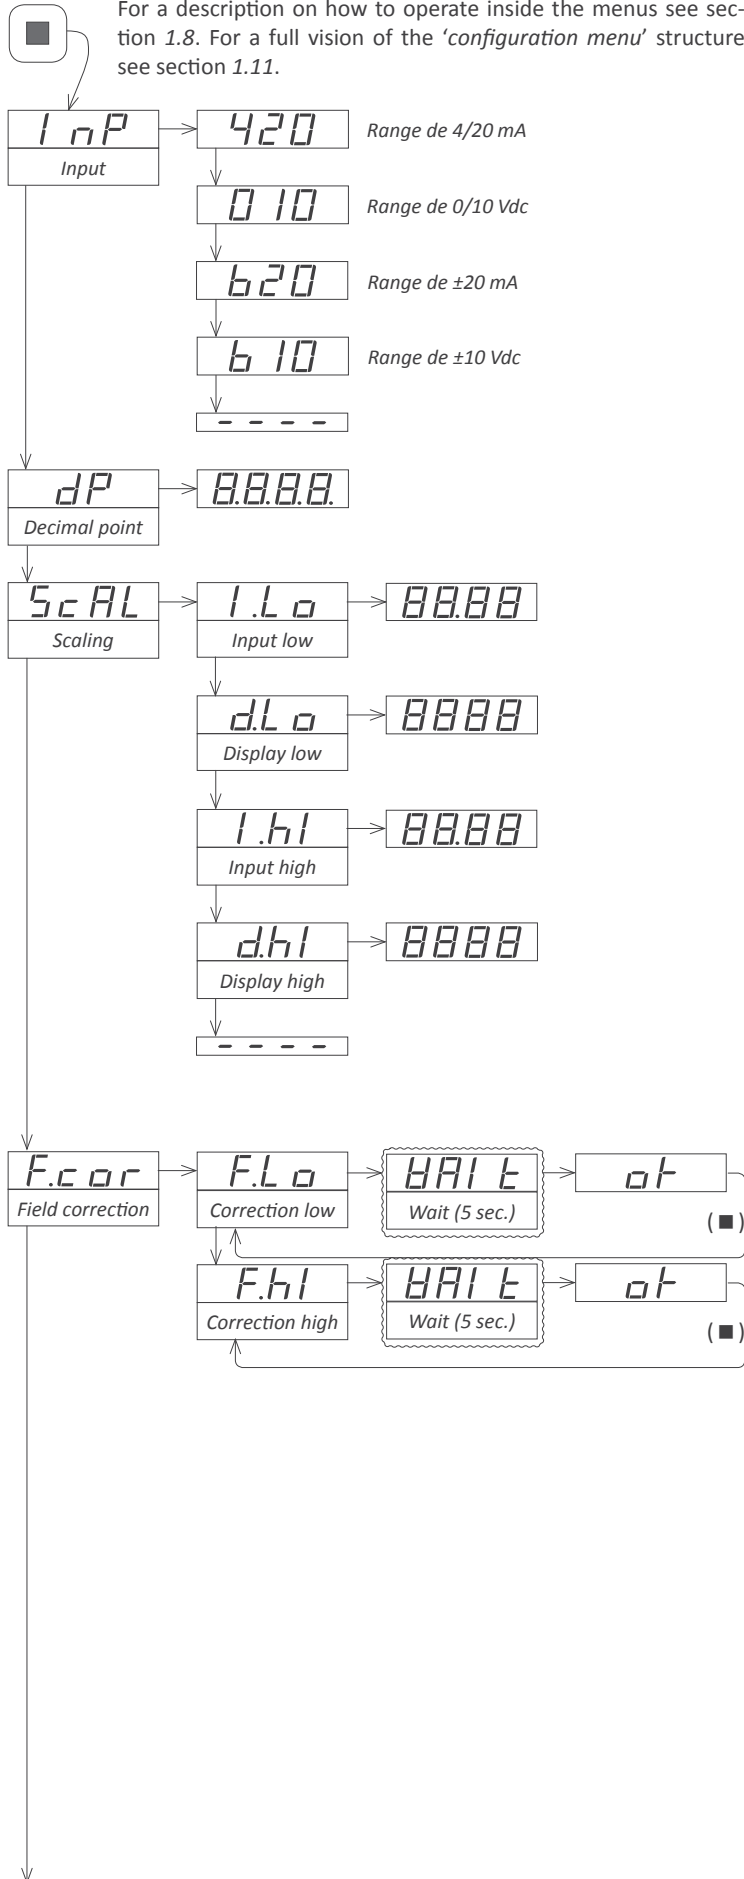 For a description on how to operate inside the menus see sec-
tion 1.8. For a full vision of the ‘configuration menu’ structure
see section 1.11.
InP
Input
420
Range de 4/20 mA
010
Range de 0/10 Vdc
b20
Range de ±20 mA
b10
Range de ±10 Vdc
----
dP
Decimal point
8.8.8.8.
ScAL
Scaling
I.Lo
Input low
88.88
d.Lo
Display low
8888
I.hI
Input high
88.88
d.hI
Display high
8888
----
F.cor
Field correction
F.Lo
Correction low
WAIt
Wait (5 sec.)
ok
(■)
F.hI
Correction high
WAIt
Wait (5 sec.)
ok
(■)